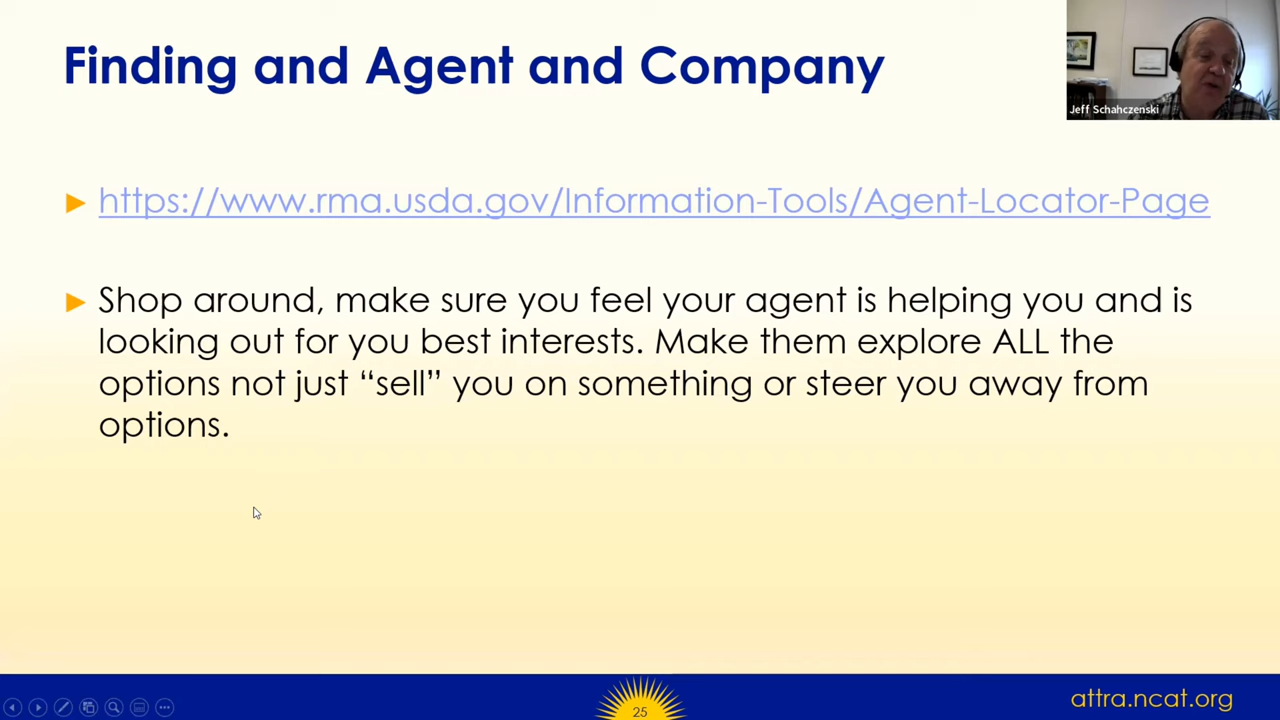 Finding and Agent and Company
Jeff Schahczenski
https://www.rma.usda.gov/Information-Tools/Agent-Locator-Page
Shop around, make sure you feel your agent is helping you and is
looking out for you best interests. Make them explore ALL the
options not just “sell” you on something or steer you away from
options.
25
attra.ncat.org